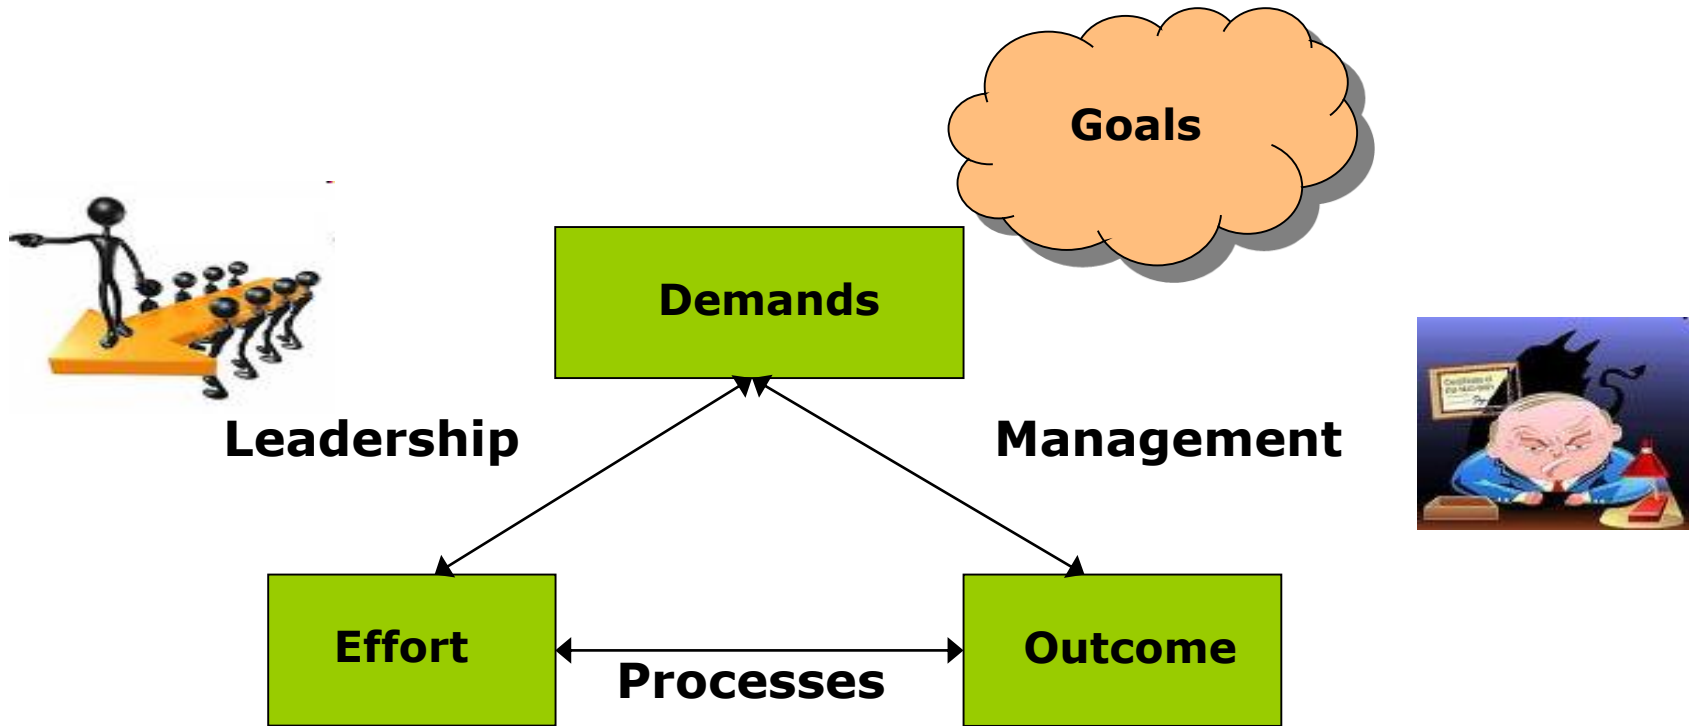 Goals
Demands
Leadership
Management
Effort
Outcome
Processes